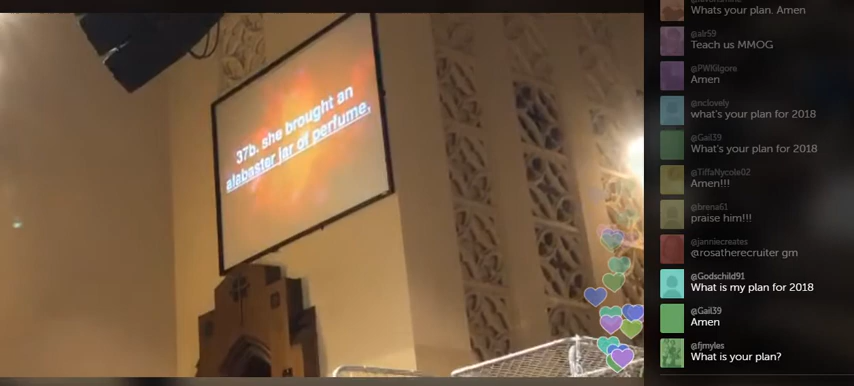 37b. she brought an
alabaster jar of perfume.
Whats your plan. Amen
@alr59
Teach us MMOG
@PWKilgore
Amen
@nclovely
what's your plan for 2018
@Gail39
What's your plan for 2018
@TiffaNycole02
Amen!!!
@brena61
praise him!!!
@janniecreates
@rosatherecruiter gm
@Godschild91
What is my plan for 2018
@Gail39
Amen
@fjmyles
What is your plan?